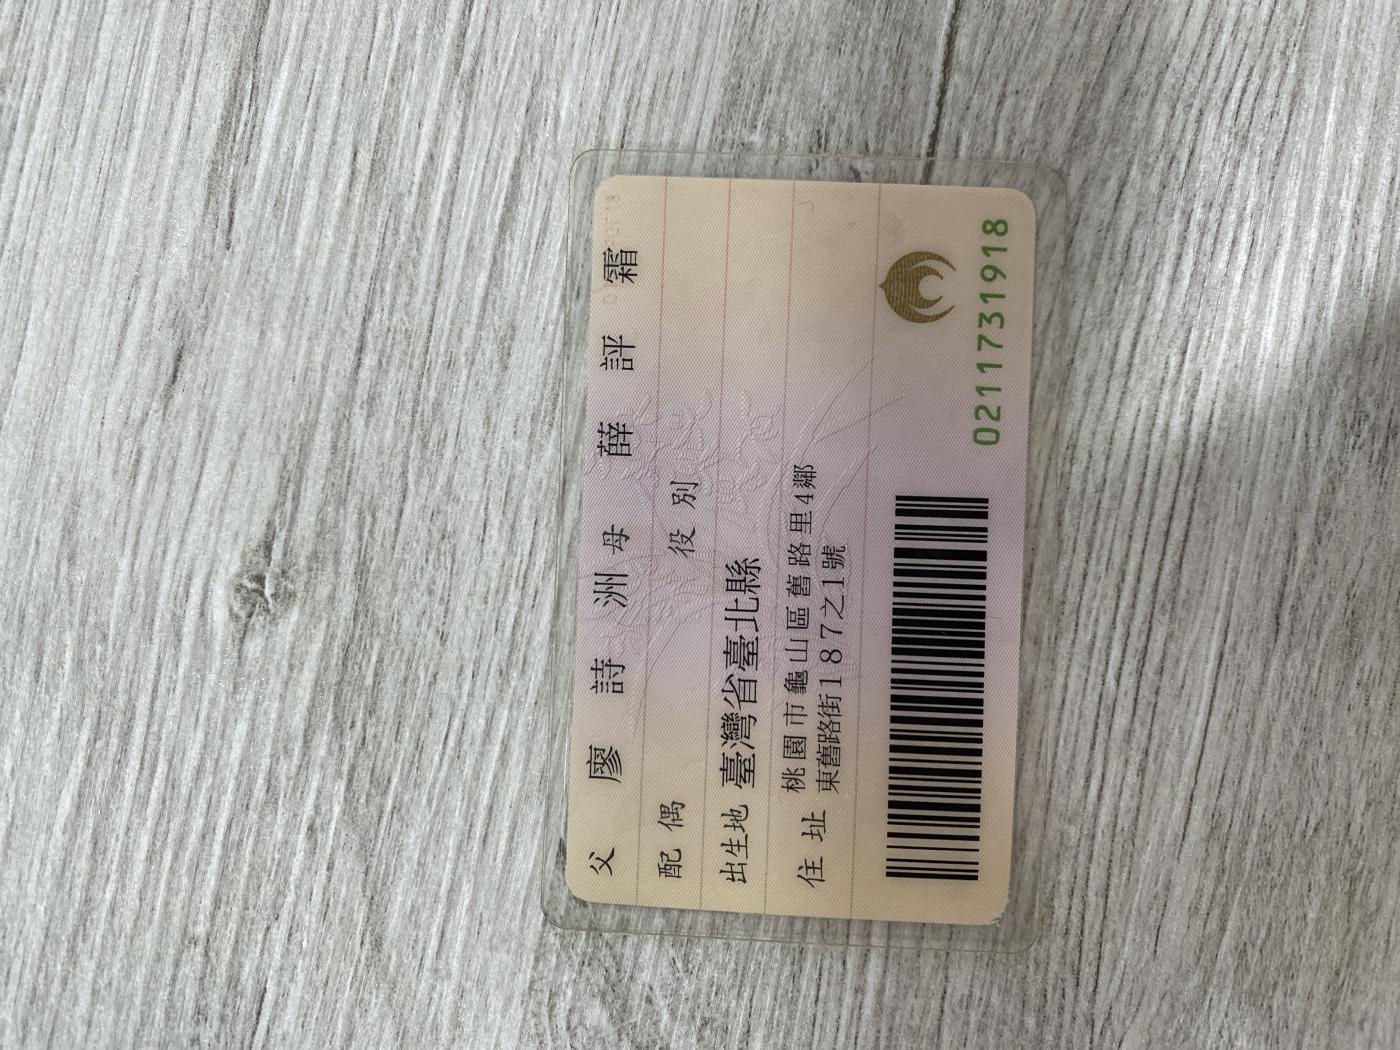 父 廖詩洲 母 薛評霜
配偶 役別
出生地 臺灣省臺北縣
住址 桃園市龜山區舊路里4鄰
東舊路街187之1號
0211731918